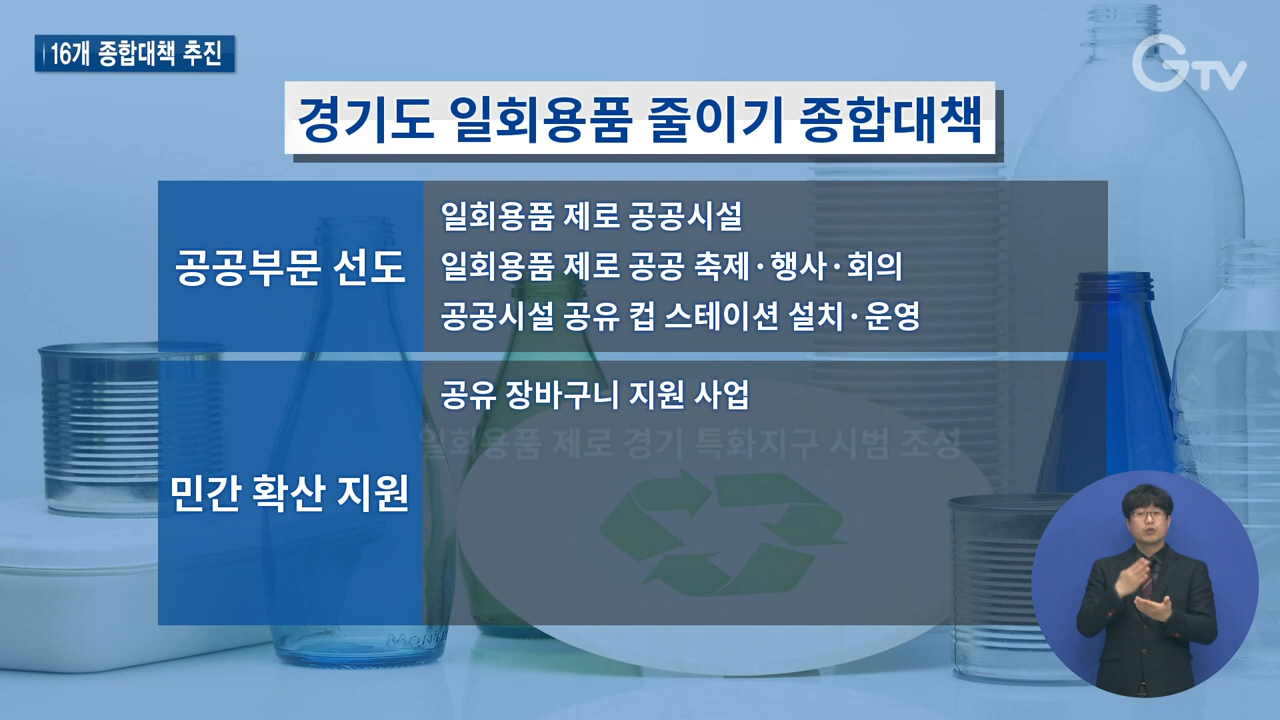 16개 종합대책 추진
GTV
경기도 일회용품 줄이기 종합대책
공공부문 선도
일회용품 제로 공공시설
일회용품 제로 공공 축제·행사·회의
공공시설 공유 컵 스테이션 설치·운영
민간 확산 지원
공유 장바구니 지원 사업
일회용품 제로 경기 특화지구 시범 조성